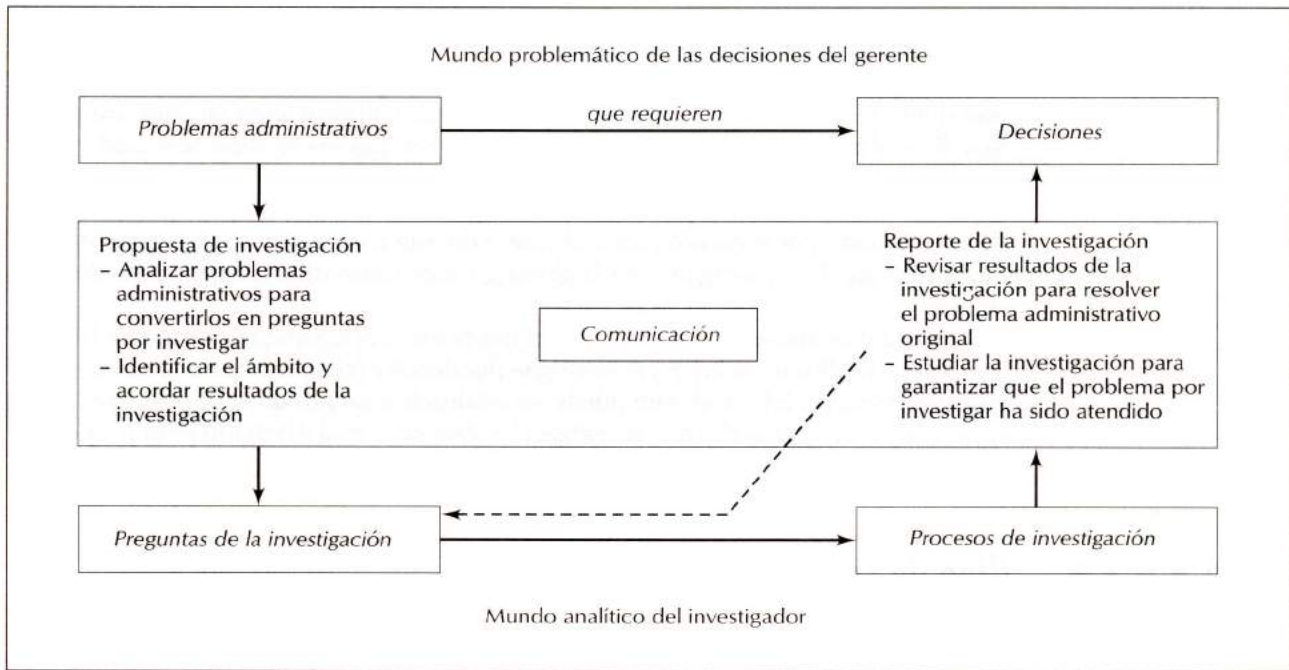 Mundo problemático de las decisiones del gerente
Problemas administrativos
que requieren
Decisiones
Propuesta de investigación
– Analizar problemas
administrativos para
convertirlos en preguntas
por investigar
– Identificar el ámbito y
acordar resultados de la
investigación
Comunicación
Reporte de la investigación
– Revisar resultados de la
investigación para resolver
el problema administrativo
original
– Estudiar la investigación para
garantizar que el problema por
investigar ha sido atendido
Preguntas de la investigación
Procesos de investigación
Mundo analítico del investigador